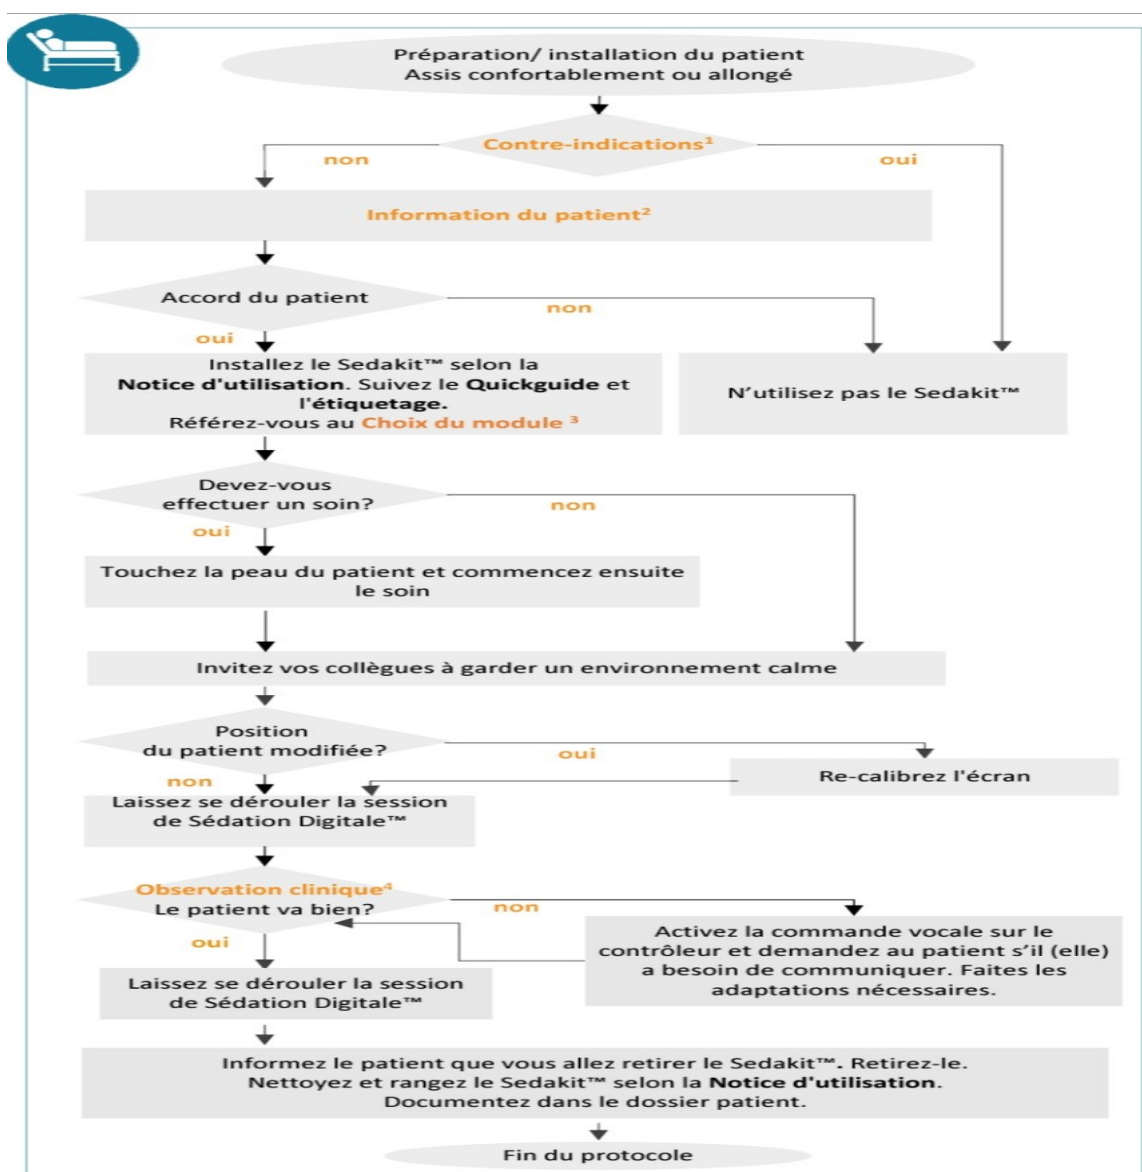 Préparation/ installation du patient
Assis confortablement ou allongé
Contre-indications¹
non
oui
Information du patient²
Accord du patient
non
oui
Installez le Sedakit™ selon la
Notice d'utilisation. Suivez le Quickguide et
l'étiquetage.
Référez-vous au Choix du module ³
N’utilisez pas le Sedakit™
Devez-vous
effectuer un soin?
non
oui
Touchez la peau du patient et commencez ensuite
le soin
Invitez vos collègues à garder un environnement calme
Position
du patient modifiée?
oui
non
Re-calibrez l'écran
Laissez se dérouler la session
de Sédation Digitale™
Observation clinique⁴
Le patient va bien?
non
oui
Activez la commande vocale sur le
contrôleur et demandez au patient s’il (elle)
a besoin de communiquer. Faites les
adaptations nécessaires.
Laissez se dérouler la session
de Sédation Digitale™
Informez le patient que vous allez retirer le Sedakit™. Retirez-le.
Nettoyez et rangez le Sedakit™ selon la Notice d'utilisation.
Documentez dans le dossier patient.
Fin du protocole